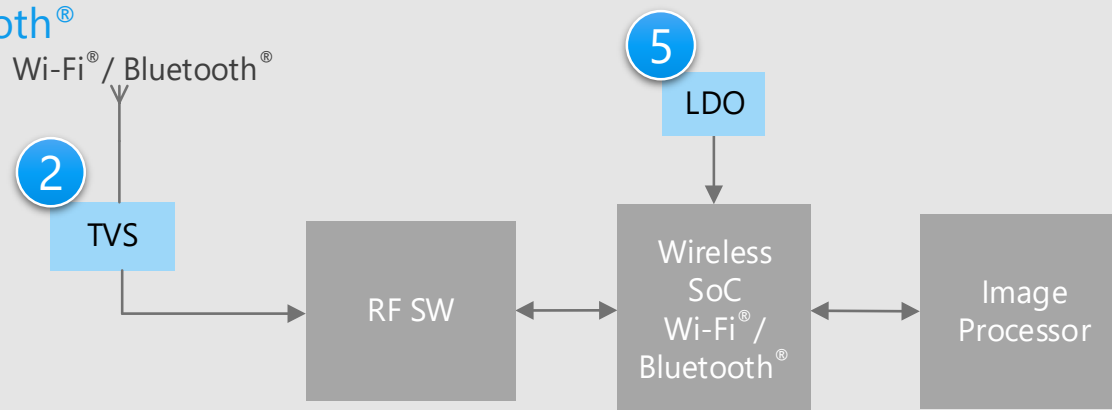 oth®
Wi-Fi®/ Bluetooth®
5
LDO
2
TVS
RF SW
Wireless
SoC
Wi-Fi®/
Bluetooth®
Image
Processor